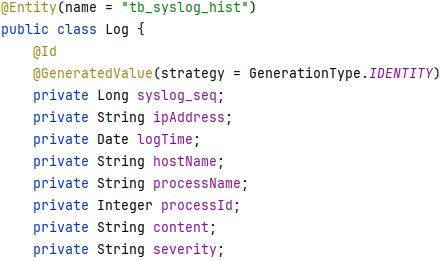 @Entity(name = "tb_syslog_hist")
public class Log {
    @Id
    @GeneratedValue(strategy = GenerationType.IDENTITY)
    private Long syslog_seq;
    private String ipAddress;
    private Date logTime;
    private String hostName;
    private String processName;
    private Integer processId;
    private String content;
    private String severity;